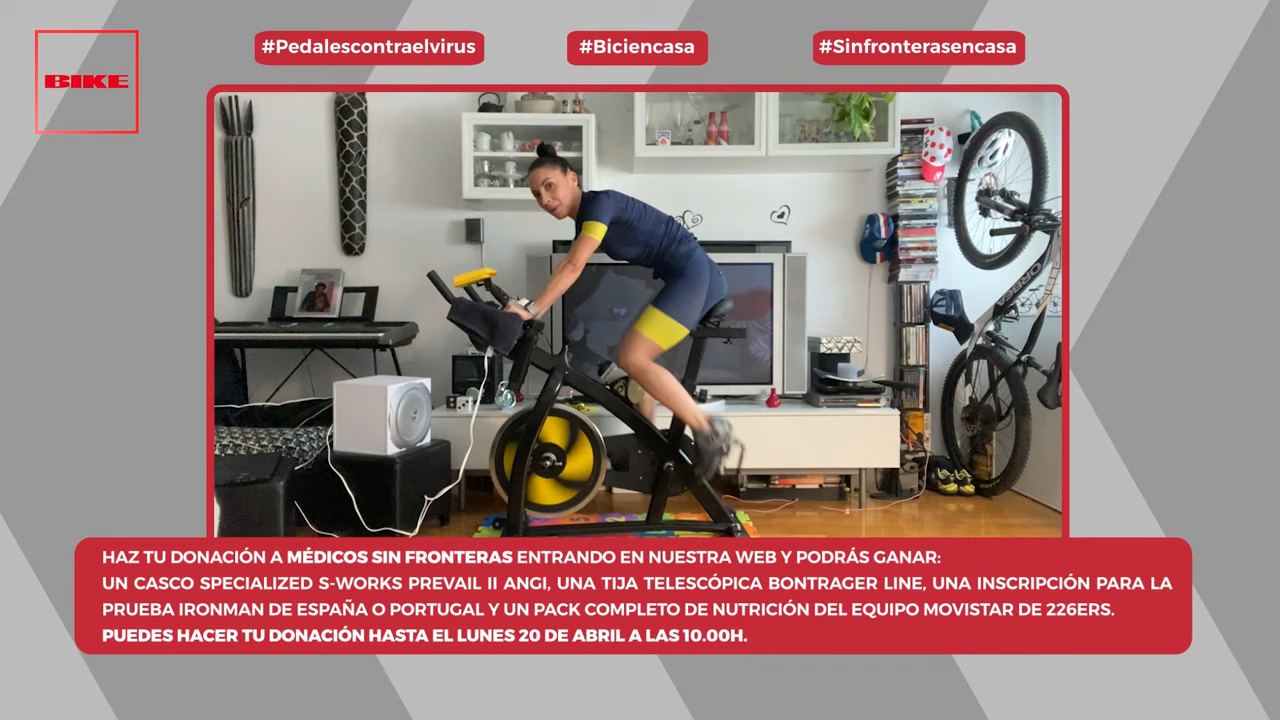 #Pedalescontraelvirus
#Biciencasa
#Sinfronterasencasa
BIKE
ORBEA
HAZ TU DONACIÓN A MÉDICOS SIN FRONTERAS ENTRANDO EN NUESTRA WEB Y PODRÁS GANAR:
UN CASCO SPECIALIZED S-WORKS PREVAIL II ANGI, UNA TIJA TELESCÓPICA BONTRAGER LINE, UNA INSCRIPCIÓN PARA LA
PRUEBA IRONMAN DE ESPAÑA O PORTUGAL Y UN PACK COMPLETO DE NUTRICIÓN DEL EQUIPO MOVISTAR DE 226ERS.
PUEDES HACER TU DONACIÓN HASTA EL LUNES 20 DE ABRIL A LAS 10.00H.